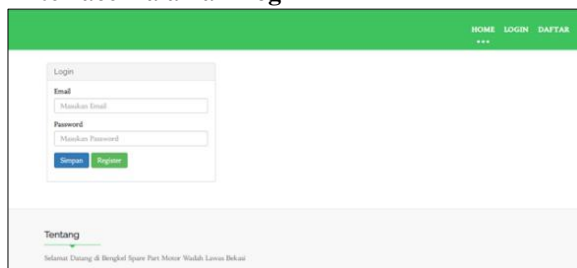 HOME LOGIN DAFTAR
Login
Email
Masukan Email
Password
Masukan Password
Simpan Register
Tentang
Selamat Datang di Bengkel Spare Part Motor Wadah Lawas Bekasi